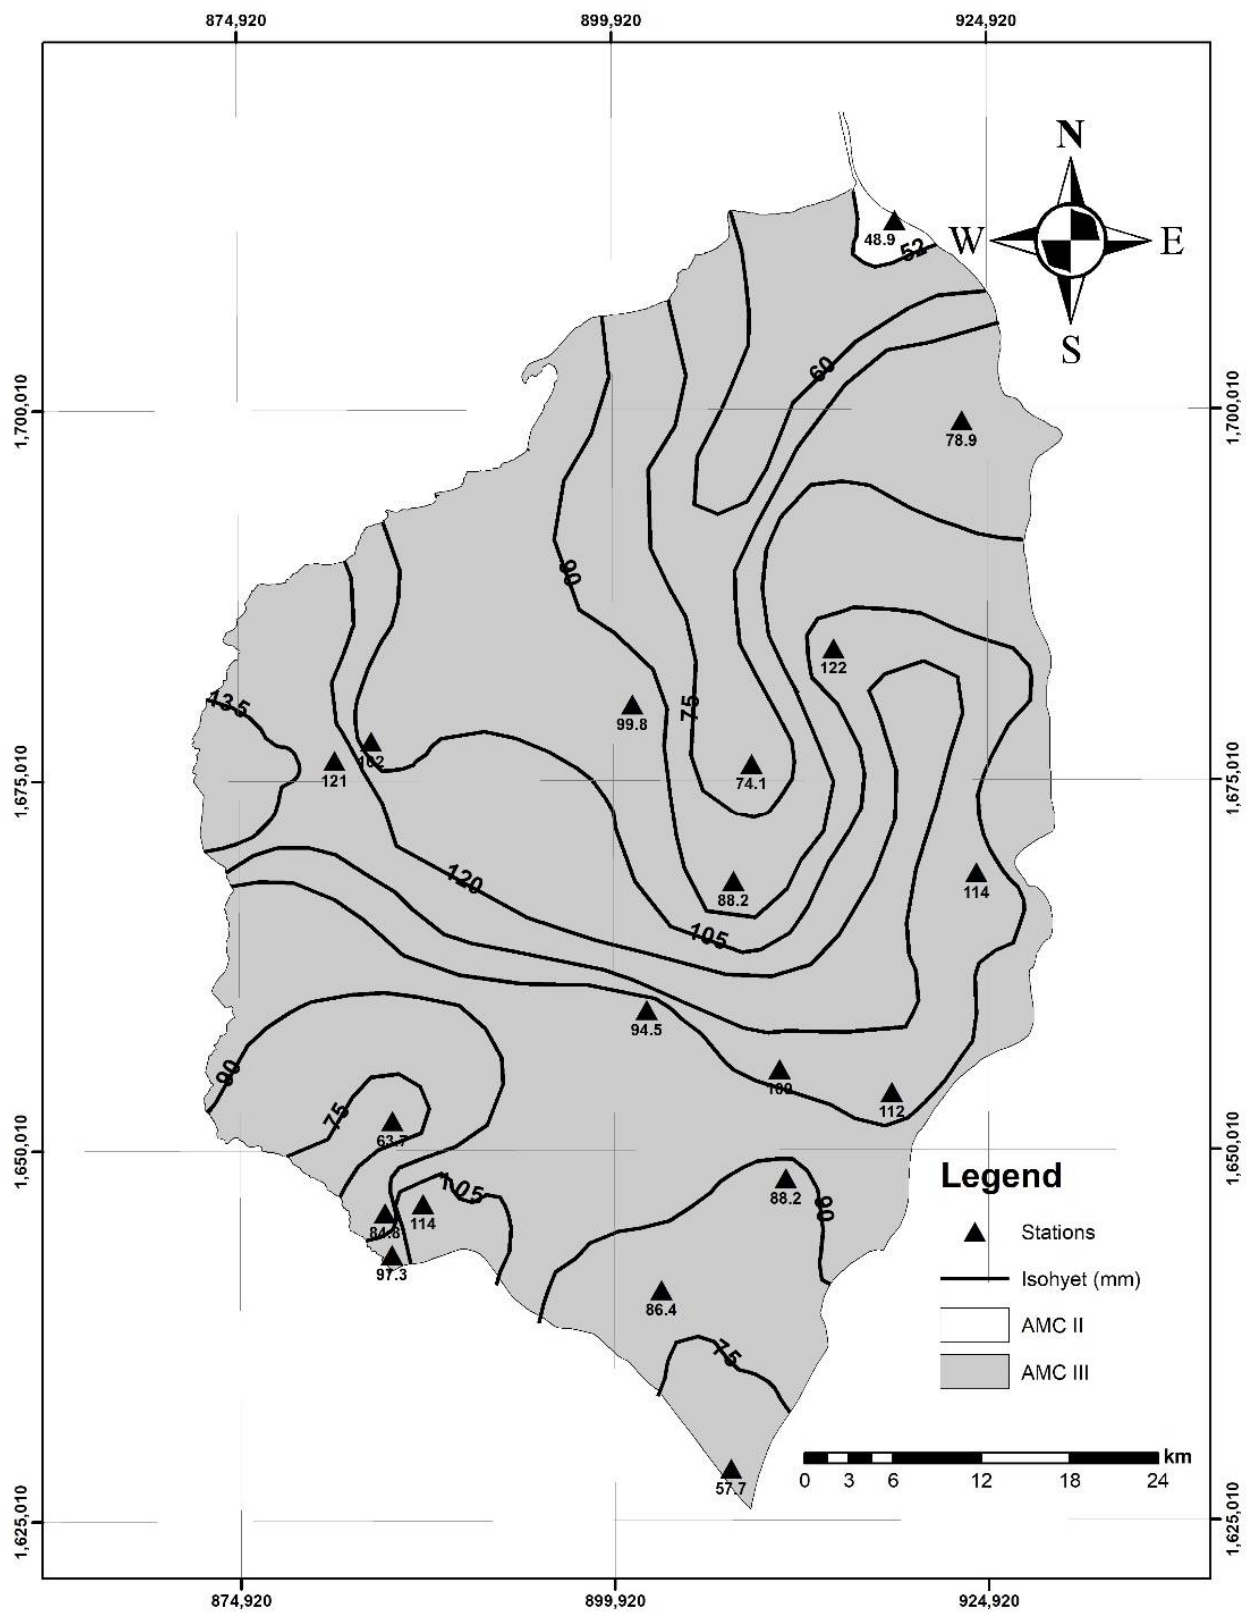 874,920 899,920 924,920
N
W E
S
48.9
52
60
1,700,010 1,700,010
78.9
90
122
135
75
99.8
102
121
74.1
1,675,010 1,675,010
120
88.2
114
105
94.5
90
109
112
75
63.7
1,650,010 1,650,010
Legend
88.2
105
90
114
84.8
Stations
97.3
Isohyet (mm)
86.4
AMC II
75
AMC III
km
57.7
0 3 6 12 18 24
1,625,010 1,625,010
874,920 899,920 924,920